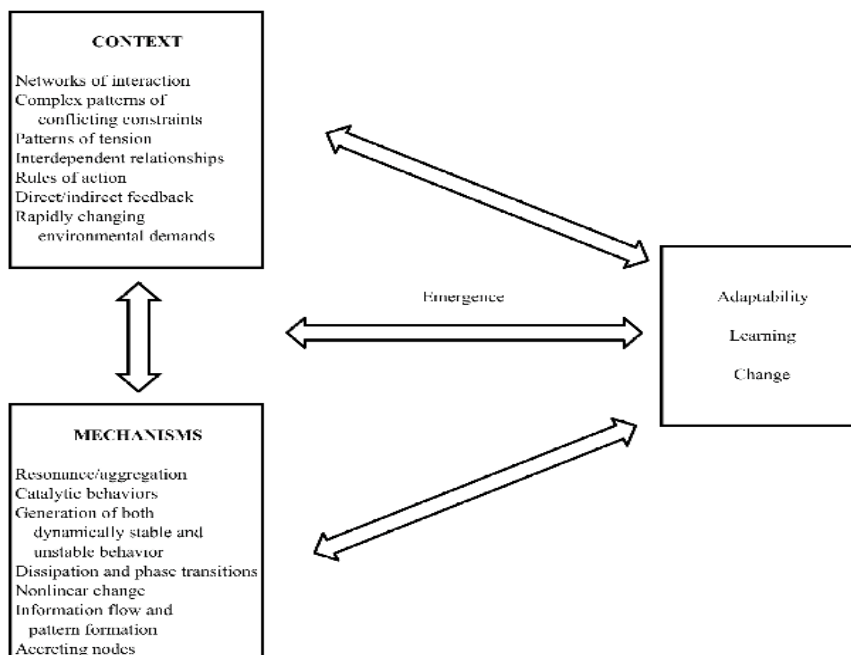 CONTEXT
Networks of interaction
Complex patterns of
conflicting constraints
Patterns of tension
Interdependent relationships
Rules of action
Direct/indirect feedback
Rapidly changing
environmental demands
Emergence
Adaptability
Learning
Change
MECHANISMS
Resonance/aggregation
Catalytic behaviors
Generation of both
dynamically stable and
unstable behavior
Dissipation and phase transitions
Nonlinear change
Information flow and
pattern formation
Accreting nodes